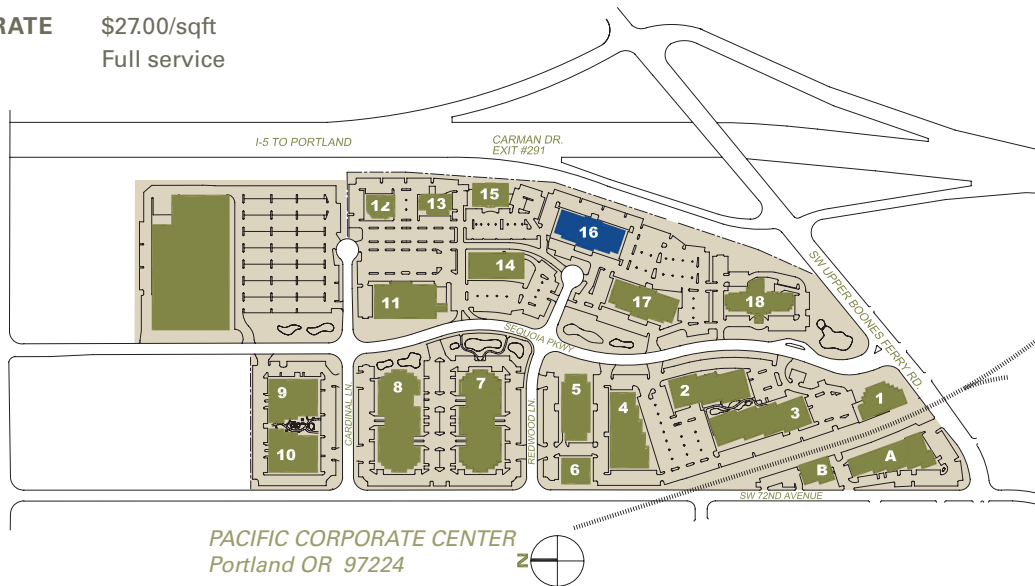 RATE $27.00/sqft
Full service
I-5 TO PORTLAND
CARMAN DR.
EXIT #291
12
13
15
16
14
11
17
18
SW UPPER BOONES FERRY RD.
SEQUOIA PKWY
9
8
7
5
4
2
3
1
10
6
B
A
CARDINAL LN.
REDWOOD LN.
SW 72ND AVENUE
PACIFIC CORPORATE CENTER
Portland OR 97224
N